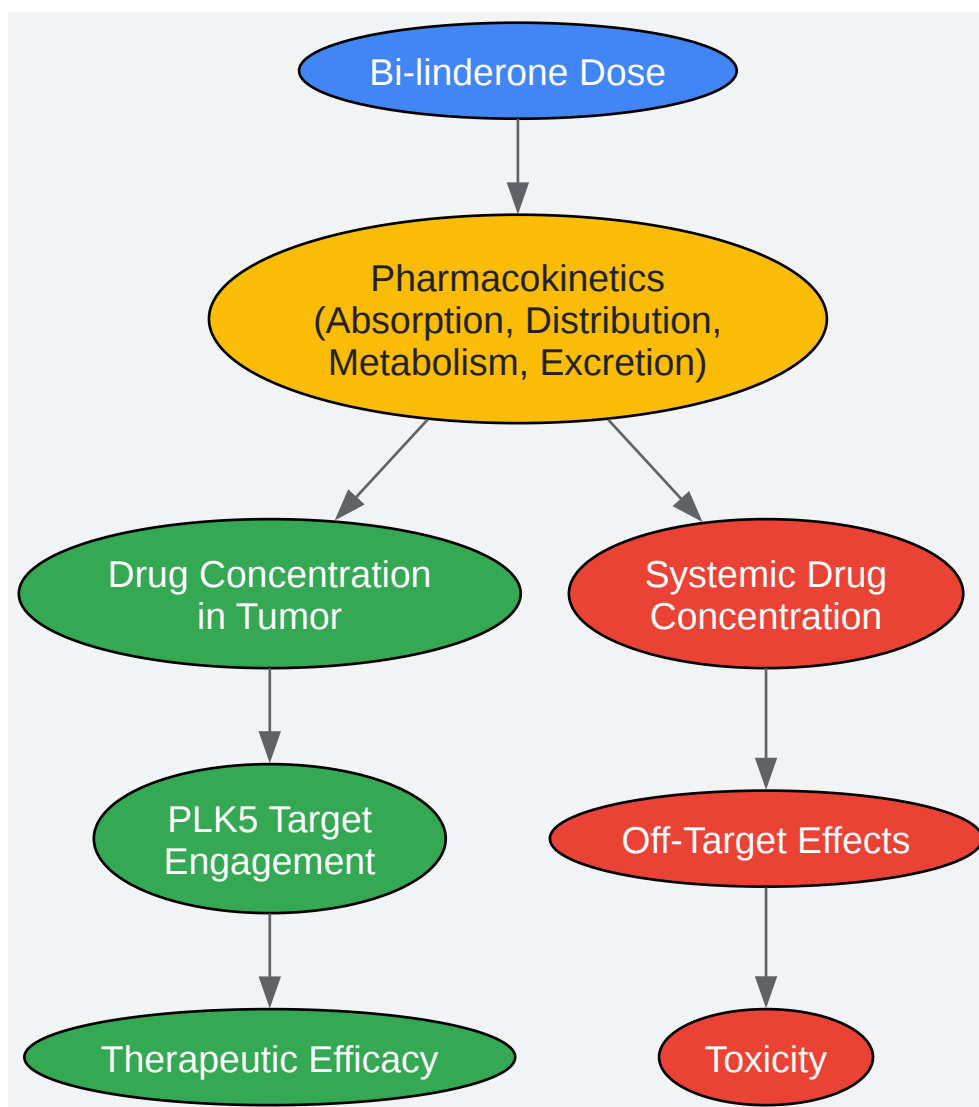 Bi-linderone Dose
Pharmacokinetics
(Absorption, Distribution,
Metabolism, Excretion)
Drug Concentration
in Tumor
Systemic Drug
Concentration
PLK5 Target
Engagement
Off-Target Effects
Therapeutic Efficacy
Toxicity